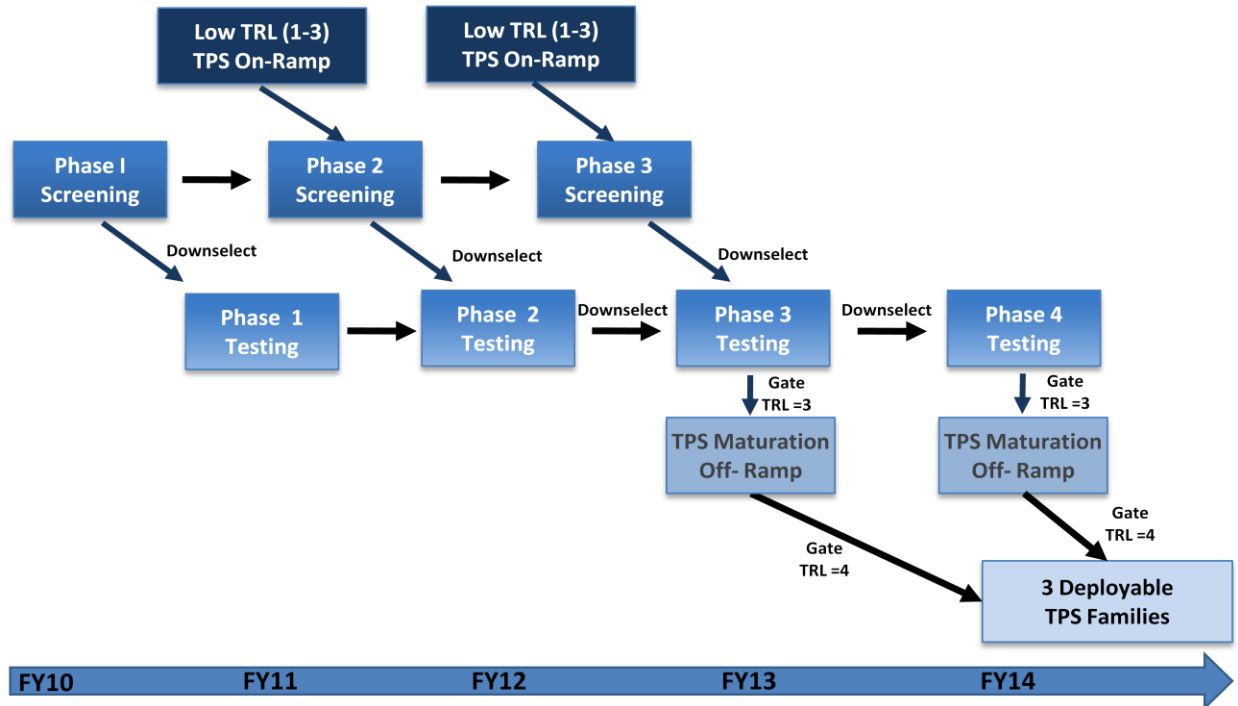 Low TRL (1-3)
TPS On-Ramp
Low TRL (1-3)
TPS On-Ramp
Phase I
Screening
Phase 2
Screening
Phase 3
Screening
Downselect
Downselect
Downselect
Phase 1
Testing
Phase 2
Testing
Downselect
Phase 3
Testing
Downselect
Phase 4
Testing
Gate
TRL =3
Gate
TRL =3
TPS Maturation
Off- Ramp
TPS Maturation
Off- Ramp
Gate
TRL =4
Gate
TRL =4
3 Deployable
TPS Families
FY10
FY11
FY12
FY13
FY14